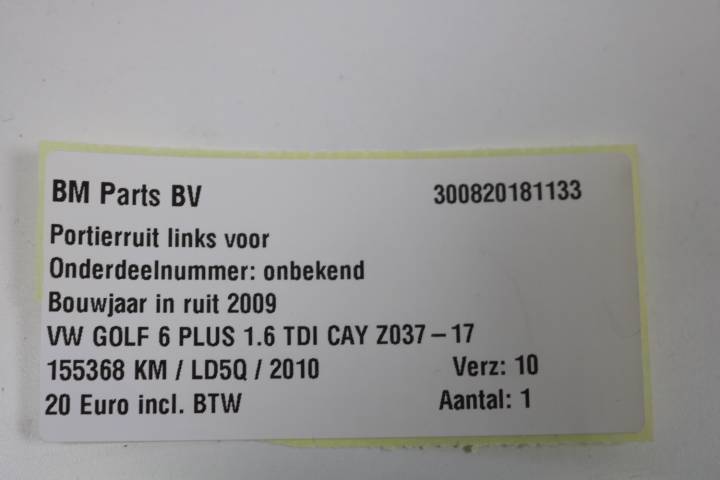 BM Parts BV 300820181133
Portierruit links voor
Onderdeelnummer: onbekend
Bouwjaar in ruit 2009
VW GOLF 6 PLUS 1.6 TDI CAY Z037-17
155368 KM / LD5Q / 2010 Verz: 10
20 Euro incl. BTW Aantal: 1